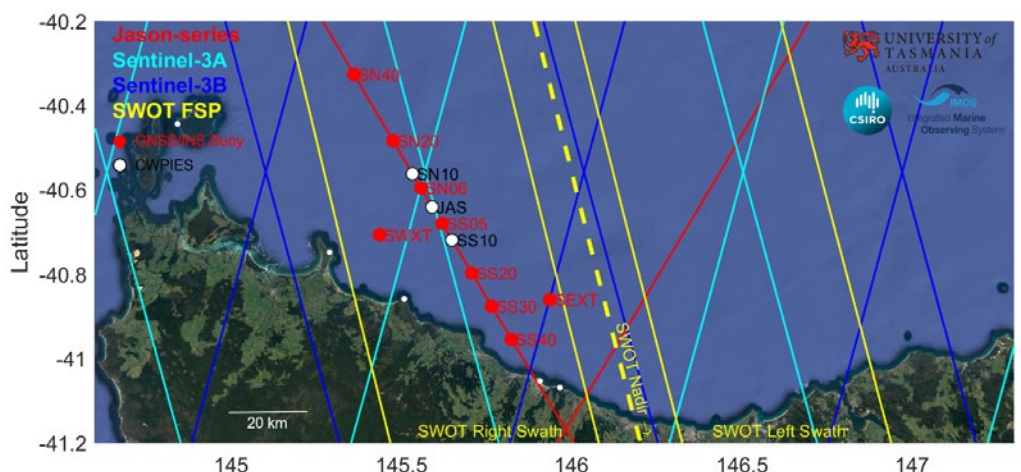 -40.2
-40.4
-40.6
-40.8
-41
-41.2
Latitude
Jason-series
Sentinel-3A
Sentinel-3B
SWOT FSP
GNSS/INS Buoy
CWPIES
SN40
SN20
SN10
SN06
JAS
SS05
SWXT
SS10
SS20
SEXT
SS30
SS40
UNIVERSITY of
TASMANIA
AUSTRALIA
CSIRO
IMOS
Integrated Marine
Observing System
SWOT Nadir
20 km
SWOT Right Swath
SWOT Left Swath
145
145.5
146
146.5
147